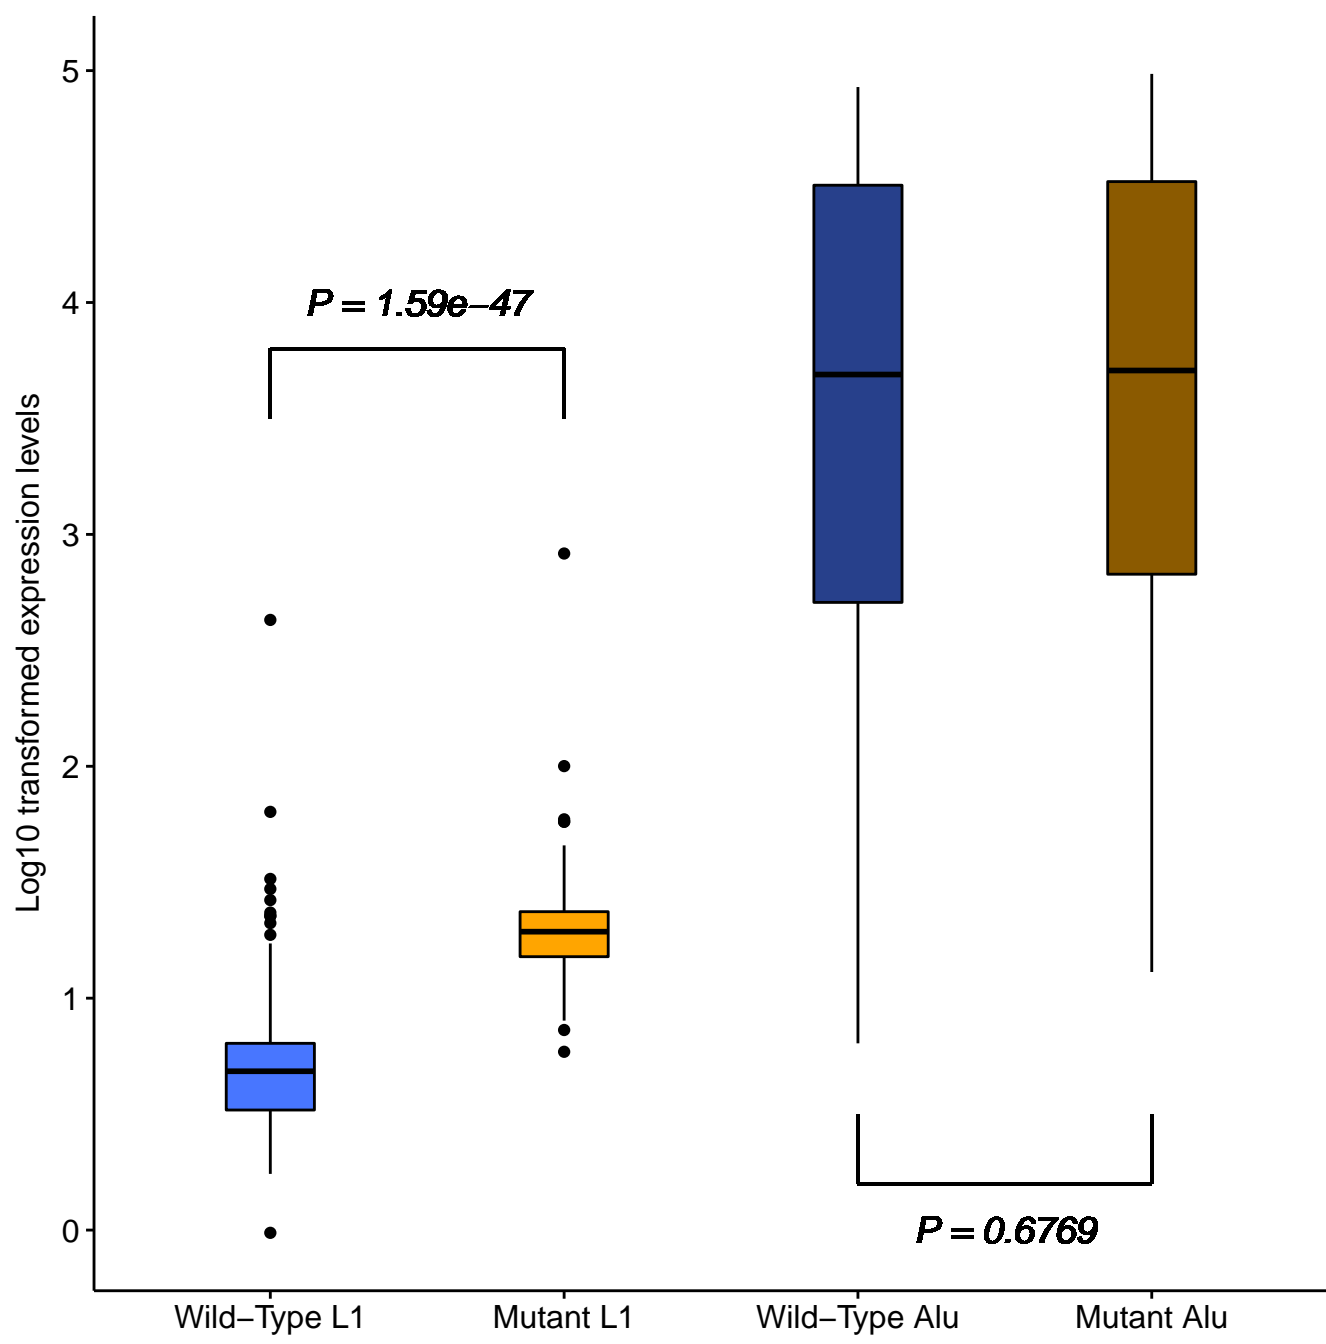 Log10 transformed expression levels
5
4
3
2
1
0
P = 1.59e−47
P = 0.6769
Wild−Type L1
Mutant L1
Wild−Type Alu
Mutant Alu